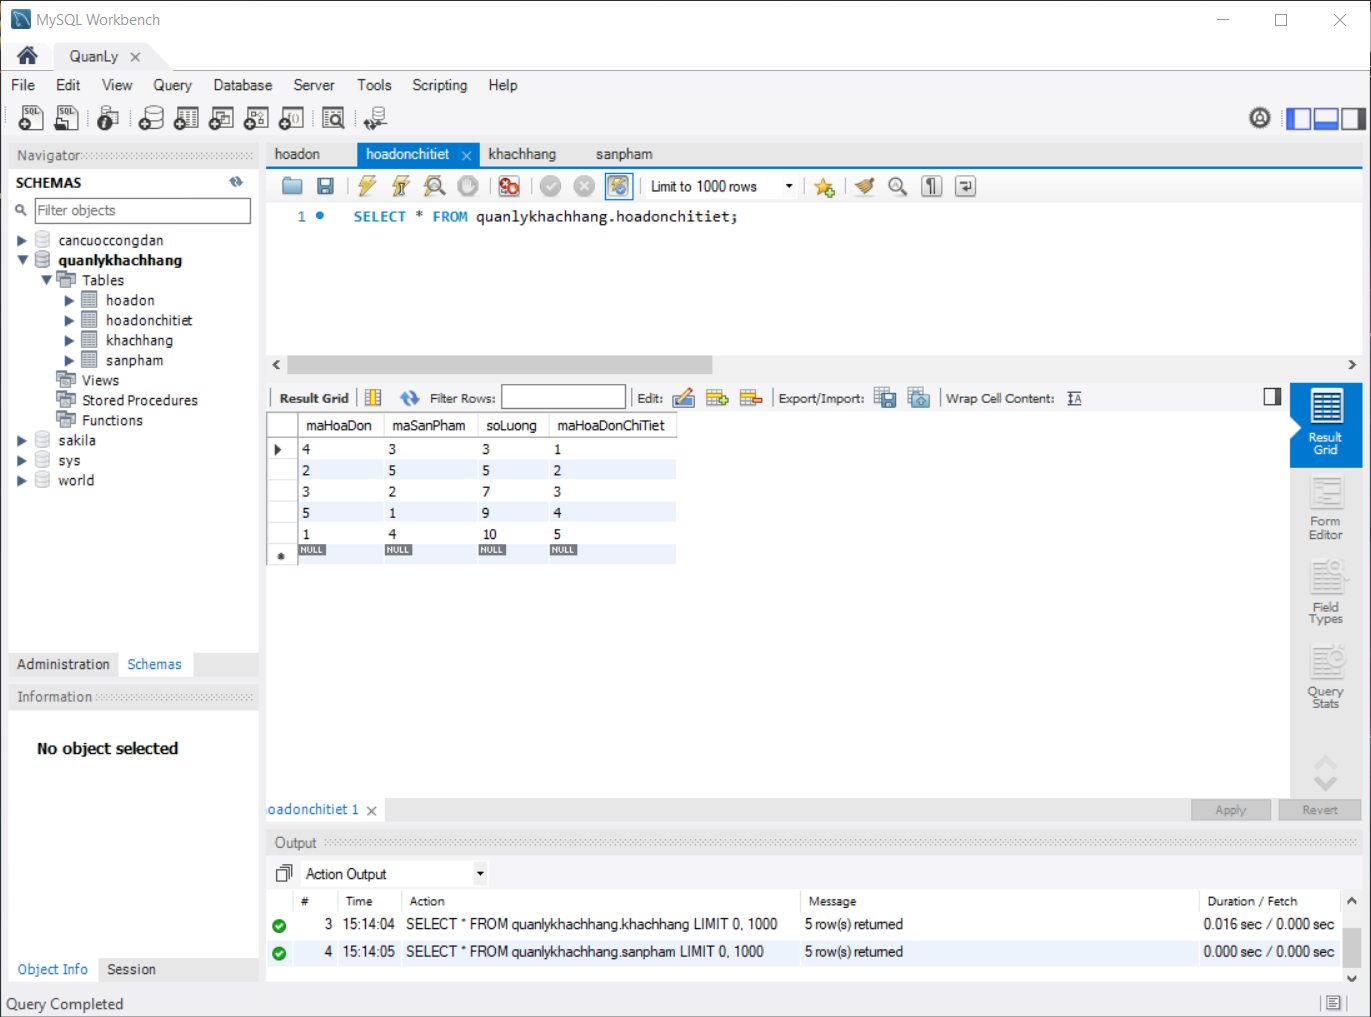 MySQL Workbench
QuanLy
File Edit View Query Database Server Tools Scripting Help
Navigator
SCHEMAS
Filter objects
cancuoccongdan
quanlykhachhang
Tables
hoadon
hoadonchitiet
khachhang
sanpham
Views
Stored Procedures
Functions
sakila
sys
world
Administration Schemas
Information
No object selected
Object Info Session
hoadon hoadonchitiet khachhang sanpham
Limit to 1000 rows
1 SELECT * FROM quanlykhachhang.hoadonchitiet;
Result Grid Filter Rows: Edit: Export/Import: Wrap Cell Content:
maHoaDon maSanPham soLuong maHoaDonChiTiet
4 3 3 1
2 5 5 2
3 2 7 3
5 1 9 4
1 4 10 5
NULL NULL NULL NULL
Result
Grid
Form
Editor
Field
Types
Query
Stats
oadonchitiet 1
Apply Revert
Output
Action Output
# Time Action Message Duration / Fetch
3 15:14:04 SELECT * FROM quanlykhachhang.khachhang LIMIT 0, 1000 5 row(s) returned 0.016 sec / 0.000 sec
4 15:14:05 SELECT * FROM quanlykhachhang.sanpham LIMIT 0, 1000 5 row(s) returned 0.000 sec / 0.000 sec
Query Completed